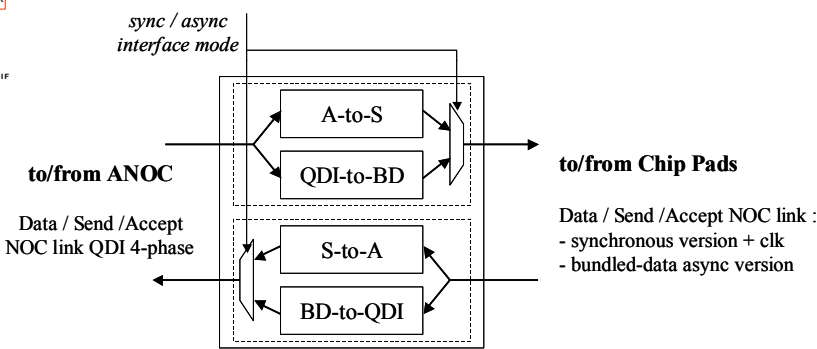 sync / async
interface mode
IF
A-to-S
QDI-to-BD
to/from ANOC
to/from Chip Pads
Data / Send /Accept
NOC link QDI 4-phase
Data / Send /Accept NOC link :
- synchronous version + clk
- bundled-data async version
S-to-A
BD-to-QDI